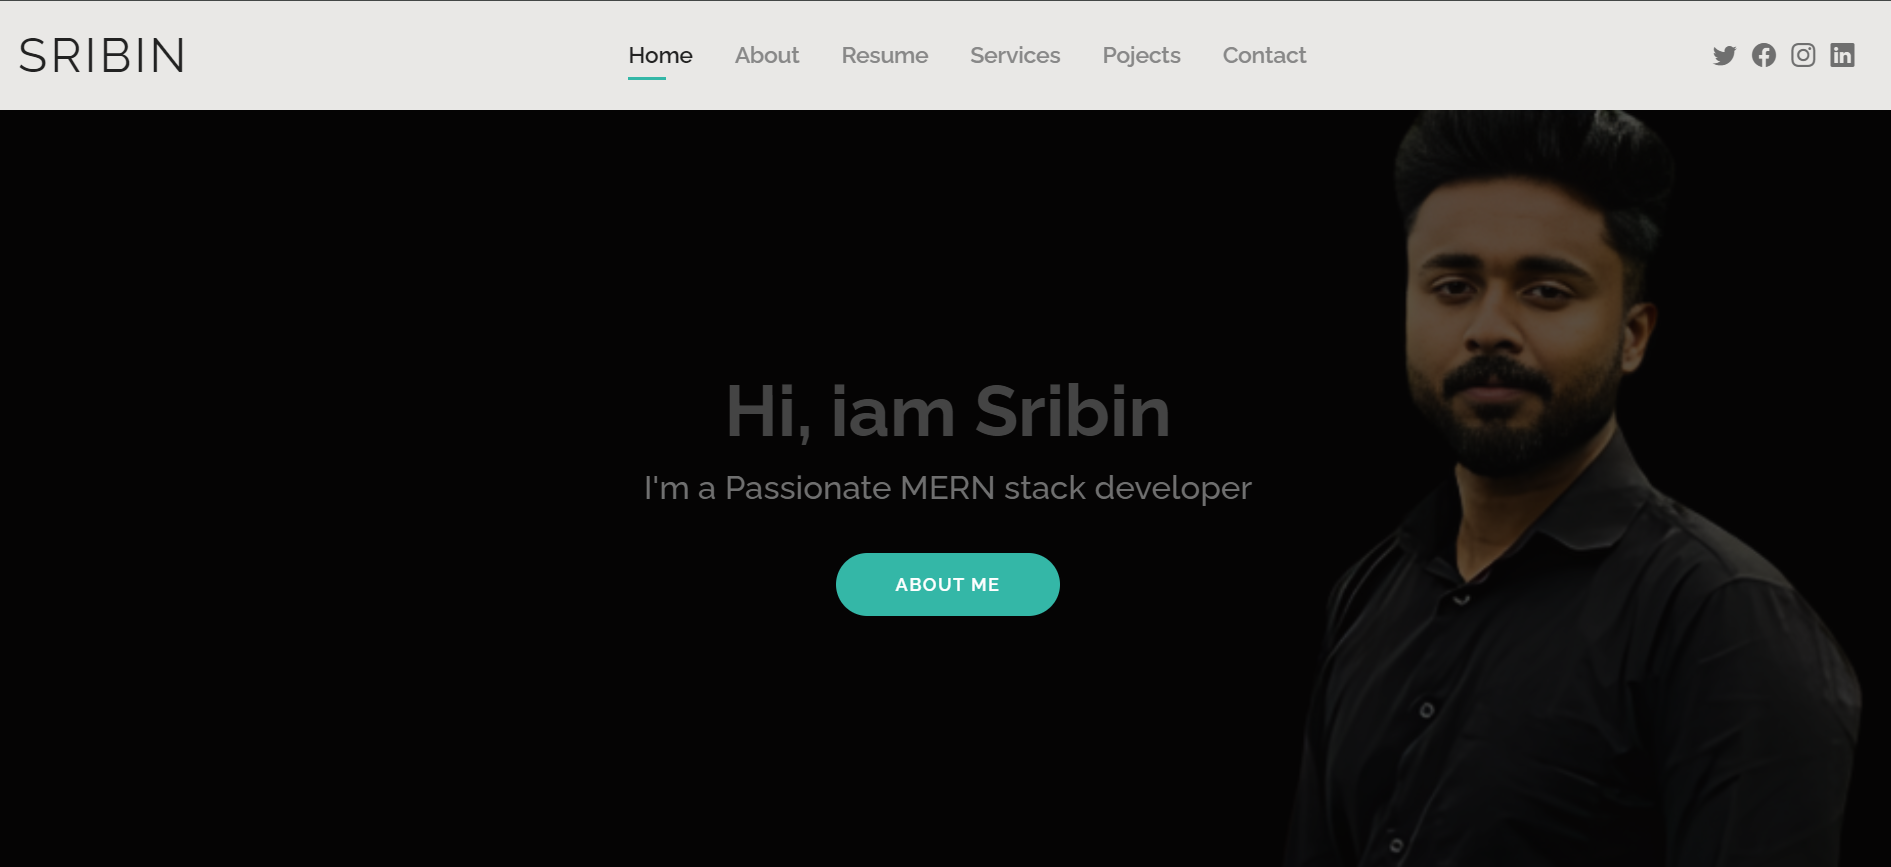 SRIBIN
Home About Resume Services Pojects Contact
Hi, iam Sribin
I'm a Passionate MERN stack developer
ABOUT ME